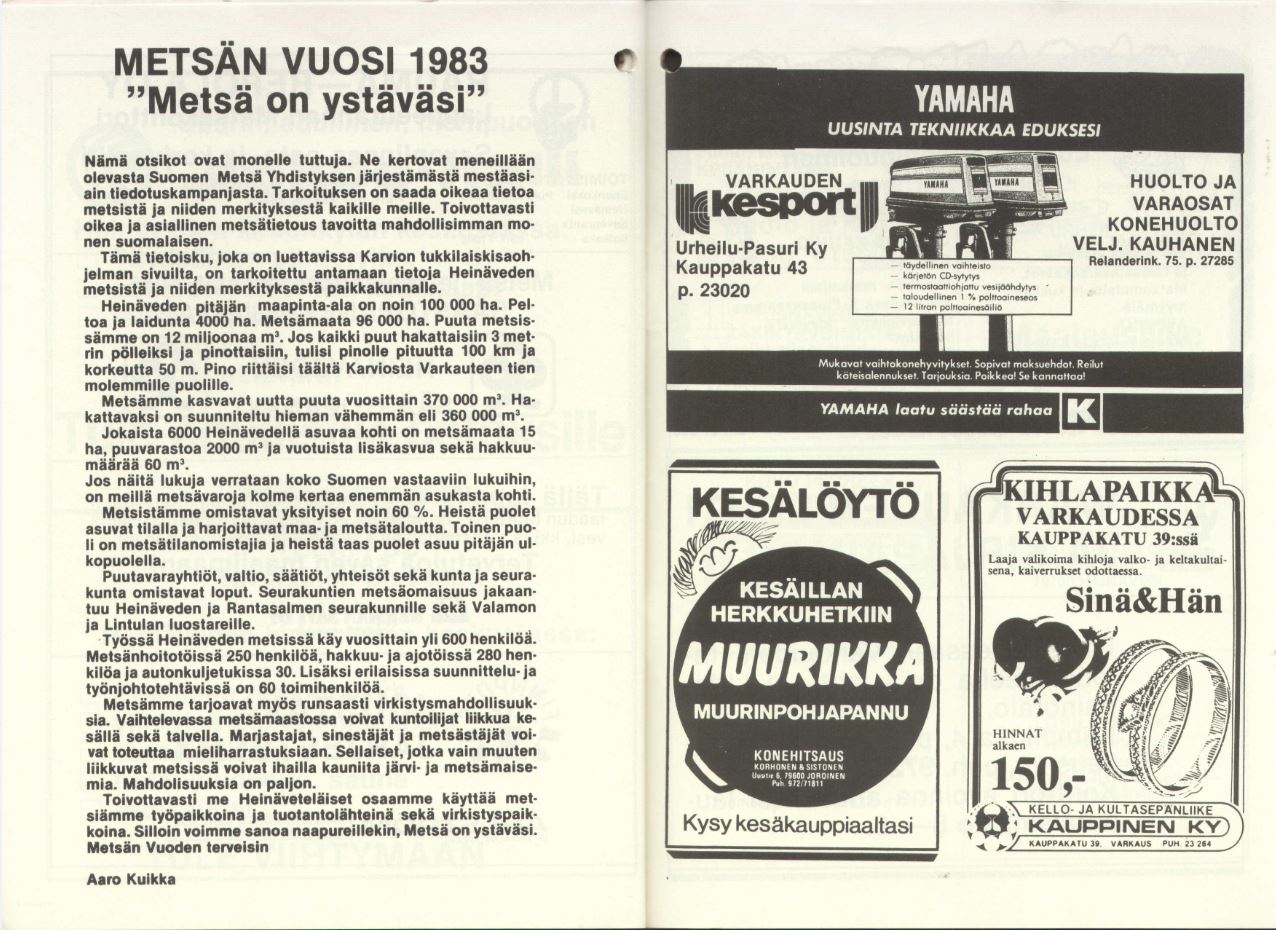 METSÄN VUOSI 1983
"Metsä on ystäväsi"
Nämä otsikot ovat monelle tuttuja. Ne kertovat meneillään
olevasta Suomen Metsä Yhdistyksen järjestämästä mestäasi-
ain tiedotuskampanjasta. Tarkoituksen on saada oikeaa tietoa
metsistä ja niiden merkityksestä kaikille meille. Toivottavasti
oikea ja asiallinen metsätietous tavoitta mahdollisimman mo-
nen suomalaisen.
Tämä tietoisku, joka on luettavissa Karvion tukkilaiskisaoh-
jelman sivuilta, on tarkoitettu antamaan tietoja Heinäveden
metsistä ja niiden merkityksestä paikkakunnalle.
Heinäveden pitäjän maapinta-ala on noin 100 000 ha. Pel-
toa ja laidunta 4000 ha. Metsämaata 96 000 ha. Puuta metsis-
sämme on 12 miljoonaa m³. Jos kaikki puut hakattaisiin 3 met-
rin pölleiksi ja pinottaisiin, tulisi pinolle pituutta 100 km ja
korkeutta 50 m. Pino riittäisi täältä Karviosta Varkauteen tien
molemmille puolille.
Metsämme kasvavat uutta puuta vuosittain 370 000 m³. Ha-
kattavaksi on suunniteltu hieman vähemmän eli 360 000 m³.
Jokaista 6000 Heinävedellä asuvaa kohti on metsämaata 15
ha, puuvarastoa 2000 m³ ja vuotuista lisäkasvua sekä hakkuu-
määrää 60 m³.
Jos näitä lukuja verrataan koko Suomen vastaaviin lukuihin,
on meillä metsävaroja kolme kertaa enemmän asukasta kohti.
Metsistämme omistavat yksityiset noin 60 %. Heistä puolet
asuvat tilalla ja harjoittavat maa- ja metsätaloutta. Toinen puo-
li on metsätilanomistajia ja heistä taas puolet asuu pitäjän ul-
kopuolella.
Puutavarayhtiöt, valtio, säätiöt, yhteisöt sekä kunta ja seura-
kunta omistavat loput. Seurakuntien metsäomaisuus jakaan-
tuu Heinäveden ja Rantasalmen seurakunnille sekä Valamon
ja Lintulan luostareille.
Työssä Heinäveden metsissä käy vuosittain yli 600 henkilöä.
Metsänhoitotöissä 250 henkilöä, hakkuu- ja ajotöissä 280 hen-
kilöa ja autonkuljetukissa 30. Lisäksi erilaisissa suunnittelu- ja
työnjohtotehtävissä on 60 toimihenkilöä.
Metsämme tarjoavat myös runsaasti virkistysmahdollisuuk-
sia. Vaihtelevassa metsämaastossa voivat kuntoilijat liikkua ke-
sällä sekä talvella. Marjastajat, sinestäjät ja metsästäjät voi-
vat toteuttaa mieliharrastuksiaan. Sellaiset, jotka vain muuten
liikkuvat metsissä voivat ihailla kauniita järvi- ja metsämaise-
mia. Mahdolisuuksia on paljon.
Toivottavasti me Heinäveteläiset osaamme käyttää met-
siämme työpaikkoina ja tuotantolähteinä sekä virkistyspaik-
koina. Silloin voimme sanoa naapureillekin, Metsä on ystäväsi.
Metsän Vuoden terveisin
Aaro Kuikka
YAMAHA
UUSINTA TEKNIIKKAA EDUKSESI
VARKAUDEN
kesport
Urheilu-Pasuri Ky
Kauppakatu 43
p. 23020
YAMAHA
YAMAHA
— täydellinen vaihteisto
— kärjetön CD-sytytys
— termostaattiohjattu vesijäähdytys
— taloudellinen 1 % polttoaineseos
— 12 litran polttoainesäiliö
HUOLTO JA
VARAOSAT
KONEHUOLTO
VELJ. KAUHANEN
Relanderink. 75. p. 27285
Mukavat vaihtokonehyvitykset. Sopivat maksuehdot. Reilut
käteisalennukset. Tarjouksia. Poikkea! Se kannattaa!
YAMAHA laatu säästää rahaa K
KESÄLÖYTÖ
KESÄILLAN
HERKKUHETKIIN
MUURIKKA
MUURINPOHJAPANNU
KONEHITSAUS
KORHONEN & SISTONEN
Uusitie 6, 79600 JOROINEN
Puh. 972/71811
Kysy kesäkauppiaaltasi
KIHLAPAIKKA
VARKAUDESSA
KAUPPAKATU 39:ssä
Laaja valikoima kihloja valko- ja keltakultai-
sena, kaiverrukset odottaessa.
Sinä&Hän
HINNAT
alkaen
150,-
KELLO- JA KULTASEPÄNLIIKE
KAUPPINEN KY
KAUPPAKATU 39. VARKAUS PUH. 23 264